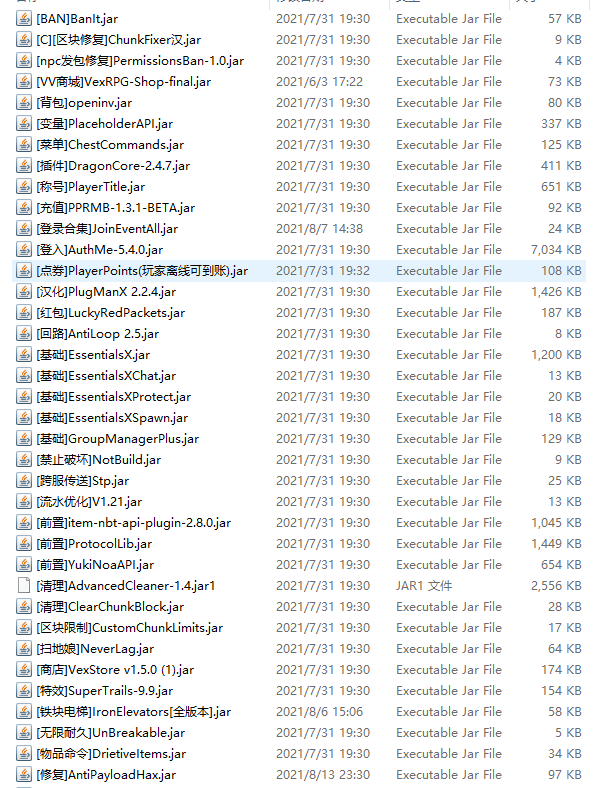 [BAN]BanIt.jar 2021/7/31 19:30 Executable Jar File 57 KB
[C][区块修复]ChunkFixer汉.jar 2021/7/31 19:30 Executable Jar File 9 KB
[npc发包修复]PermissionsBan-1.0.jar 2021/7/31 19:30 Executable Jar File 4 KB
[VV商城]VexRPG-Shop-final.jar 2021/6/3 17:22 Executable Jar File 73 KB
[背包]openinv.jar 2021/7/31 19:30 Executable Jar File 80 KB
[变量]PlaceholderAPI.jar 2021/7/31 19:30 Executable Jar File 337 KB
[菜单]ChestCommands.jar 2021/7/31 19:30 Executable Jar File 125 KB
[插件]DragonCore-2.4.7.jar 2021/7/31 19:30 Executable Jar File 411 KB
[称号]PlayerTitle.jar 2021/7/31 19:30 Executable Jar File 651 KB
[充值]PPRMB-1.3.1-BETA.jar 2021/7/31 19:30 Executable Jar File 92 KB
[登录合集]JoinEventAll.jar 2021/8/7 14:38 Executable Jar File 24 KB
[登入]AuthMe-5.4.0.jar 2021/7/31 19:30 Executable Jar File 7,034 KB
[点券]PlayerPoints(玩家离线可到账).jar 2021/7/31 19:32 Executable Jar File 108 KB
[汉化]PlugManX 2.2.4.jar 2021/7/31 19:30 Executable Jar File 1,426 KB
[红包]LuckyRedPackets.jar 2021/7/31 19:30 Executable Jar File 187 KB
[回路]AntiLoop 2.5.jar 2021/7/31 19:30 Executable Jar File 8 KB
[基础]EssentialsX.jar 2021/7/31 19:30 Executable Jar File 1,200 KB
[基础]EssentialsXChat.jar 2021/7/31 19:30 Executable Jar File 13 KB
[基础]EssentialsXProtect.jar 2021/7/31 19:30 Executable Jar File 20 KB
[基础]EssentialsXSpawn.jar 2021/7/31 19:30 Executable Jar File 18 KB
[基础]GroupManagerPlus.jar 2021/7/31 19:30 Executable Jar File 129 KB
[禁止破坏]NotBuild.jar 2021/7/31 19:30 Executable Jar File 9 KB
[跨服传送]Stp.jar 2021/7/31 19:30 Executable Jar File 25 KB
[流水优化]V1.21.jar 2021/7/31 19:30 Executable Jar File 13 KB
[前置]item-nbt-api-plugin-2.8.0.jar 2021/7/31 19:30 Executable Jar File 1,045 KB
[前置]ProtocolLib.jar 2021/7/31 19:30 Executable Jar File 1,449 KB
[前置]YukiNoaAPI.jar 2021/7/31 19:30 Executable Jar File 654 KB
[清理]AdvancedCleaner-1.4.jar1 2021/7/31 19:30 JAR1 文件 2,556 KB
[清理]ClearChunkBlock.jar 2021/7/31 19:30 Executable Jar File 28 KB
[区块限制]CustomChunkLimits.jar 2021/7/31 19:30 Executable Jar File 17 KB
[扫地娘]NeverLag.jar 2021/7/31 19:30 Executable Jar File 64 KB
[商店]VexStore v1.5.0 (1).jar 2021/7/31 19:30 Executable Jar File 174 KB
[特效]SuperTrails-9.9.jar 2021/7/31 19:30 Executable Jar File 154 KB
[铁块电梯]IronElevators[全版本].jar 2021/8/6 15:06 Executable Jar File 58 KB
[无限耐久]UnBreakable.jar 2021/7/31 19:30 Executable Jar File 5 KB
[物品命令]DrietiveItems.jar 2021/7/31 19:30 Executable Jar File 34 KB
[修复]AntiPayloadHax.jar 2021/8/13 23:30 Executable Jar File 97 KB